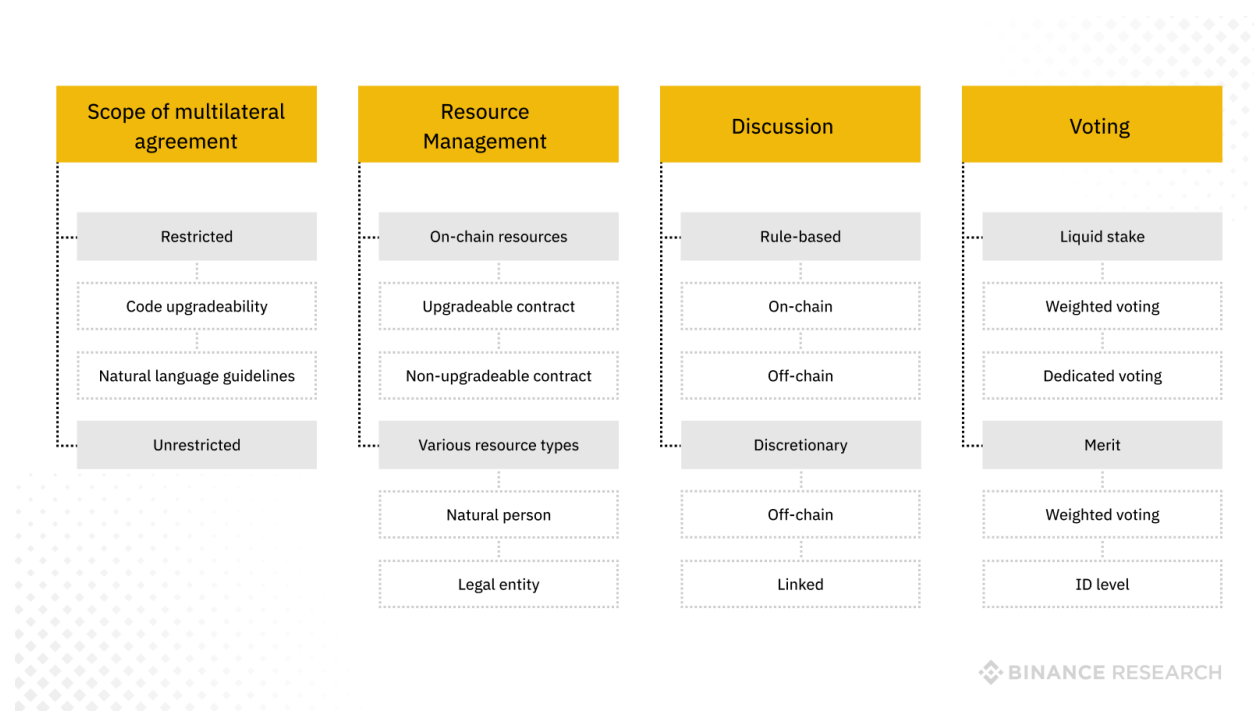 Scope of multilateral
agreement
Restricted
Code upgradeability
Natural language guidelines
Unrestricted
Resource
Management
On-chain resources
Upgradeable contract
Non-upgradeable contract
Various resource types
Natural person
Legal entity
Discussion
Rule-based
On-chain
Off-chain
Discretionary
Off-chain
Linked
Voting
Liquid stake
Weighted voting
Dedicated voting
Merit
Weighted voting
ID level
BINANCE RESEARCH